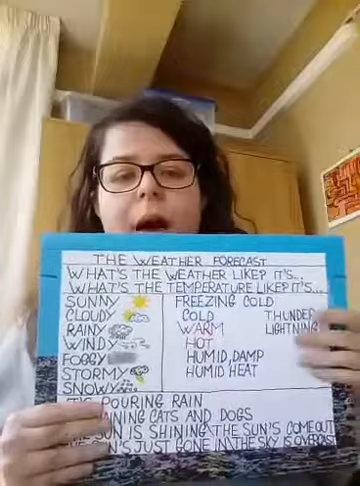 THE WEATHER FORECAST
WHAT'S THE WEATHER LIKE? IT'S...
WHAT'S THE TEMPERATURE LIKE? IT'S...
SUNNY
CLOUDY
RAINY
WINDY
FOGGY
STORMY
SNOWY
FREEZING COLD
COLD
WARM
HOT
HUMID, DAMP
HUMID HEAT
THUNDER
LIGHTNING
IT'S POURING RAIN
CATS AND DOGS
THE SUN IS SHINING THE SUN'S COME OUT
SUN'S JUST GONE IN THE SKY IS OVERCAST